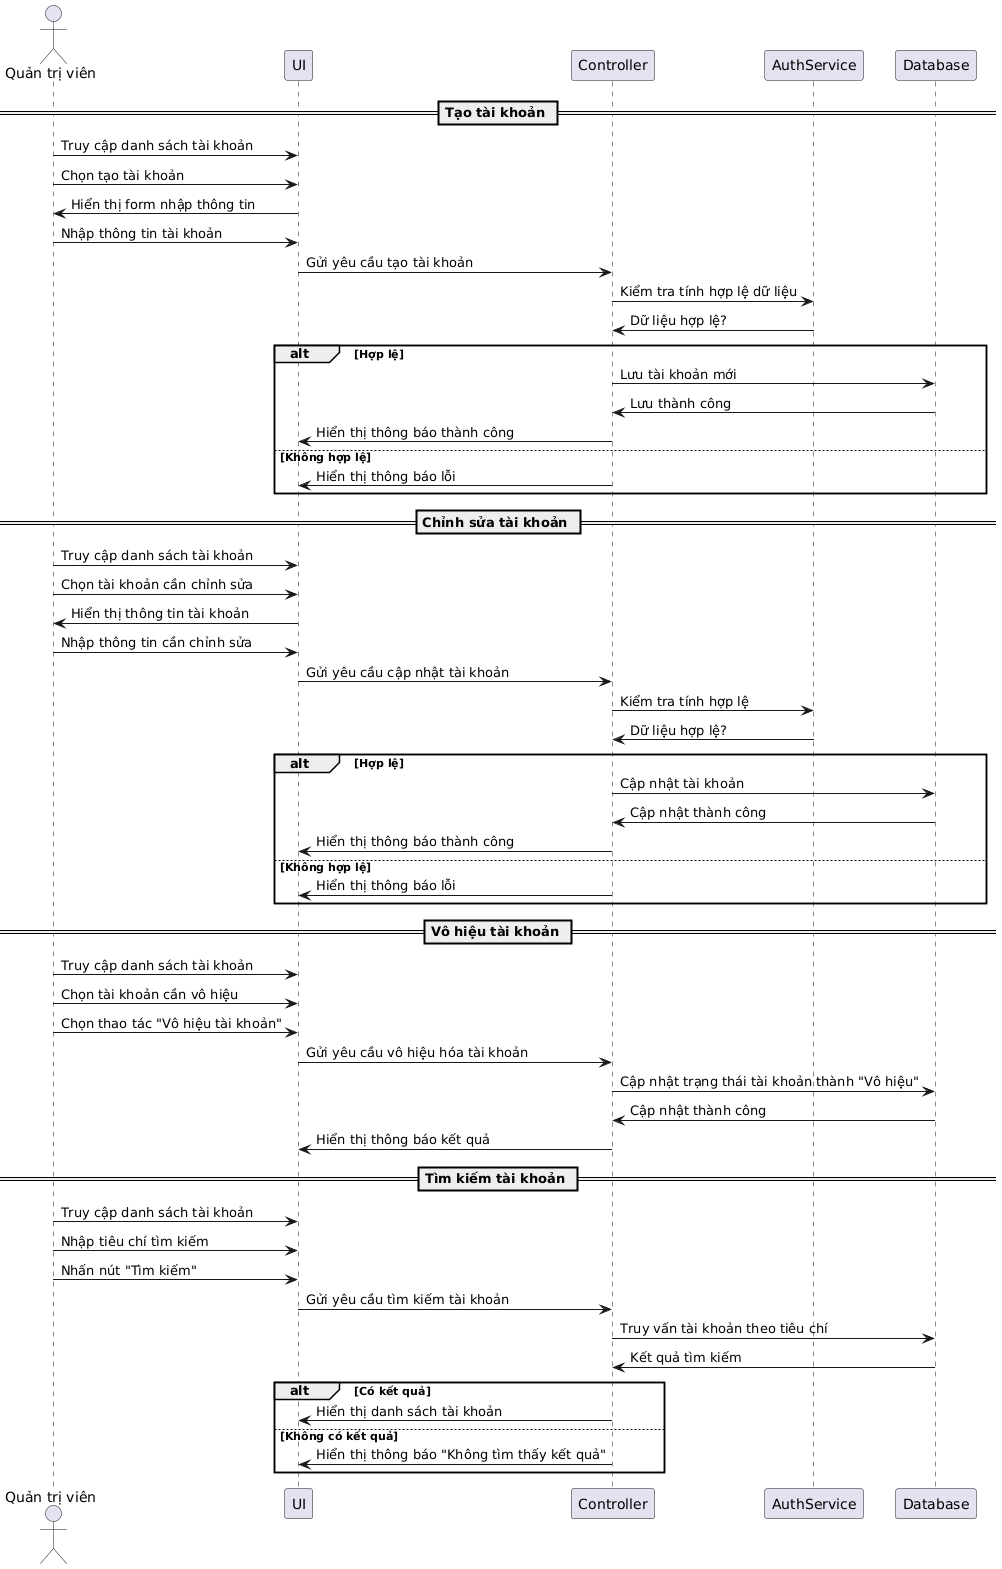 Quản trị viên
UI
Controller
AuthService
Database
Tạo tài khoản
Truy cập danh sách tài khoản
Chọn tạo tài khoản
Hiển thị form nhập thông tin
Nhập thông tin tài khoản
Gửi yêu cầu tạo tài khoản
Kiểm tra tính hợp lệ dữ liệu
Dữ liệu hợp lệ?
alt [Hợp lệ]
Lưu tài khoản mới
Lưu thành công
Hiển thị thông báo thành công
[Không hợp lệ]
Hiển thị thông báo lỗi
Chỉnh sửa tài khoản
Truy cập danh sách tài khoản
Chọn tài khoản cần chỉnh sửa
Hiển thị thông tin tài khoản
Nhập thông tin cần chỉnh sửa
Gửi yêu cầu cập nhật tài khoản
Kiểm tra tính hợp lệ
Dữ liệu hợp lệ?
alt [Hợp lệ]
Cập nhật tài khoản
Cập nhật thành công
Hiển thị thông báo thành công
[Không hợp lệ]
Hiển thị thông báo lỗi
Vô hiệu tài khoản
Truy cập danh sách tài khoản
Chọn tài khoản cần vô hiệu
Chọn thao tác "Vô hiệu tài khoản"
Gửi yêu cầu vô hiệu hóa tài khoản
Cập nhật trạng thái tài khoản thành "Vô hiệu"
Cập nhật thành công
Hiển thị thông báo kết quả
Tìm kiếm tài khoản
Truy cập danh sách tài khoản
Nhập tiêu chí tìm kiếm
Nhấn nút "Tìm kiếm"
Gửi yêu cầu tìm kiếm tài khoản
Truy vấn tài khoản theo tiêu chí
Kết quả tìm kiếm
alt [Có kết quả]
Hiển thị danh sách tài khoản
[Không có kết quả]
Hiển thị thông báo "Không tìm thấy kết quả"
Quản trị viên
UI
Controller
AuthService
Database